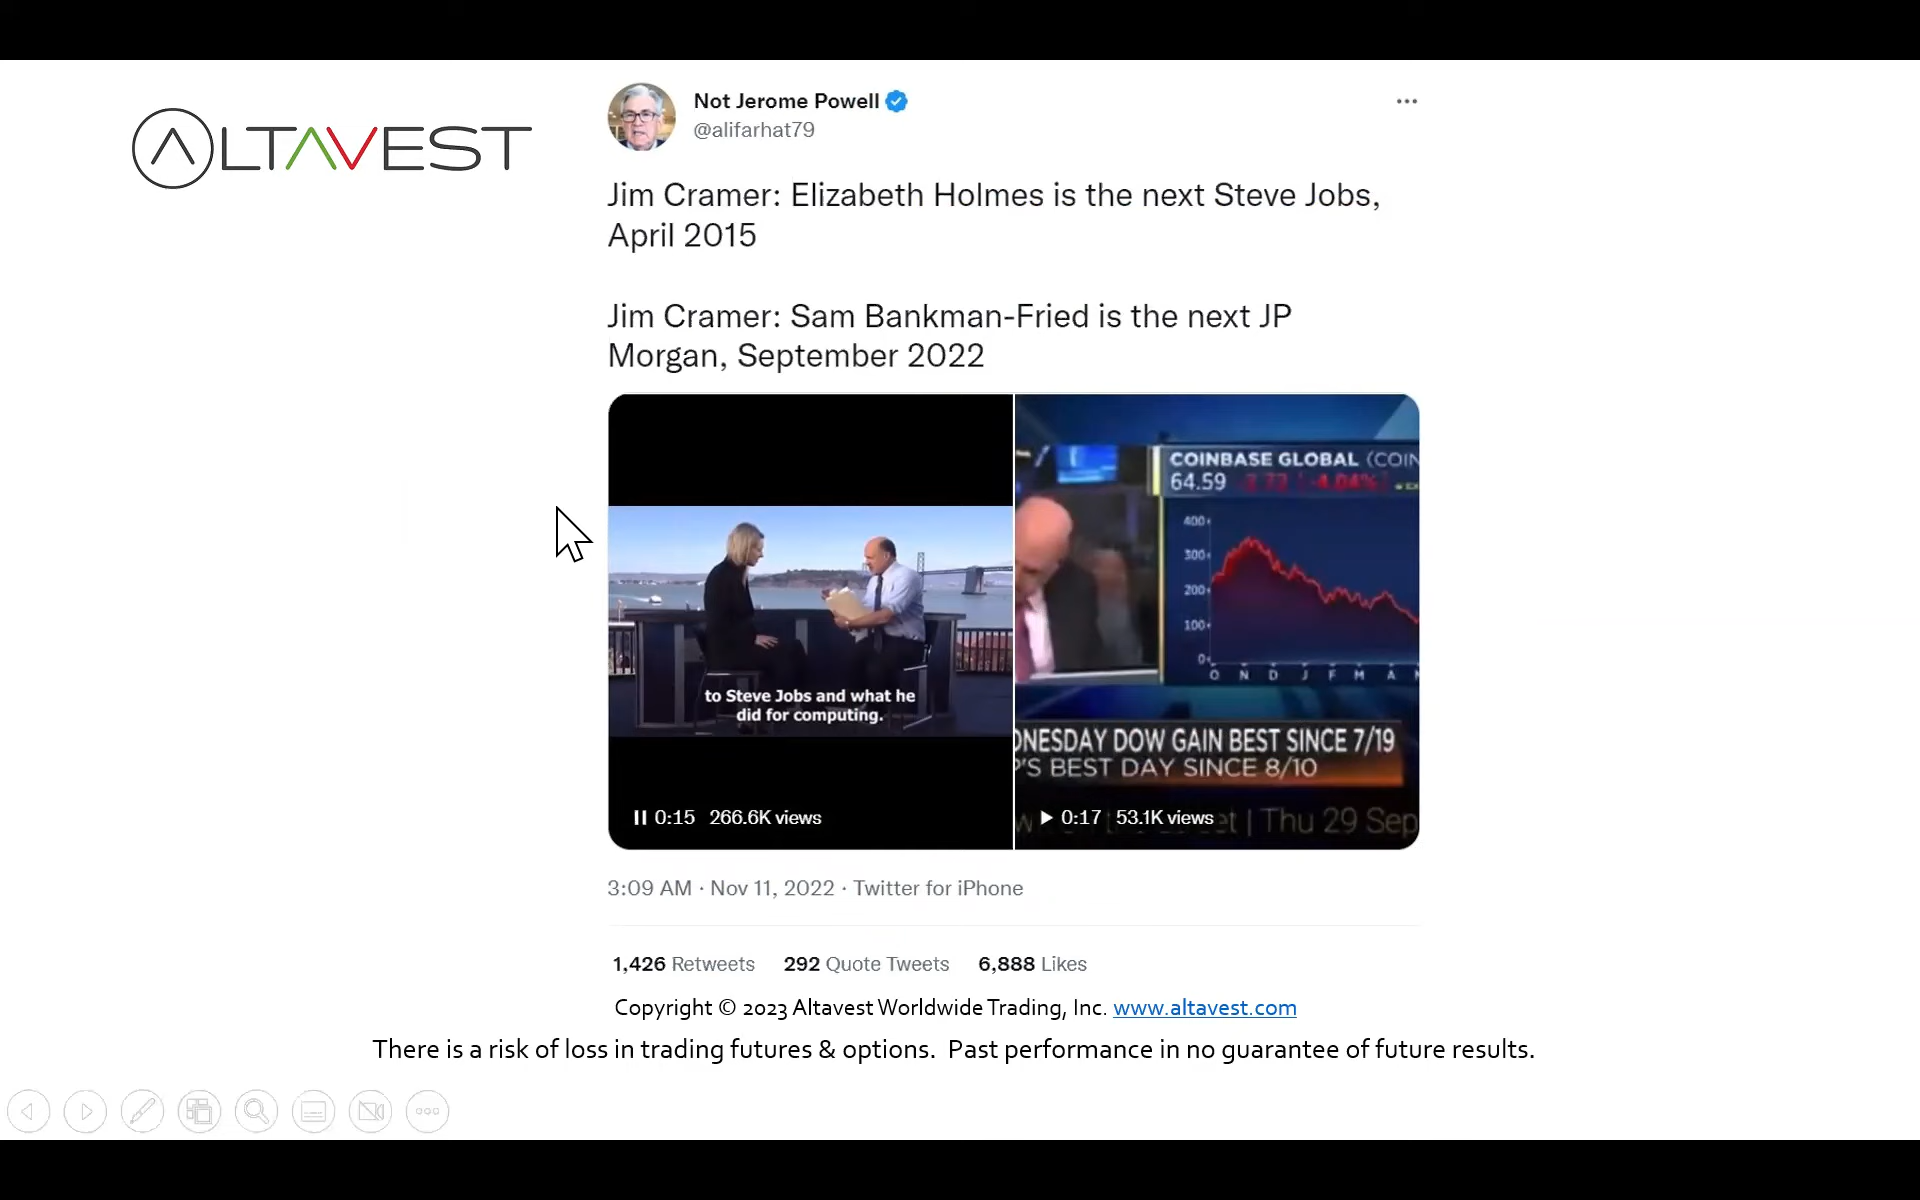 ALTAVEST
Not Jerome Powell
@alifarhat79
Jim Cramer: Elizabeth Holmes is the next Steve Jobs,
April 2015
Jim Cramer: Sam Bankman-Fried is the next JP
Morgan, September 2022
to Steve Jobs and what he
did for computing.
0:15 266.6K views
COINBASE GLOBAL (COIN
64.59 -2.72 [-4.04%]
400
300
200
100
0
O N D J F M A
DNESDAY DOW GAIN BEST SINCE 7/19
P'S BEST DAY SINCE 8/10
0:17 53.1K views
| Thu 29 Sep
3:09 AM · Nov 11, 2022 · Twitter for iPhone
1,426 Retweets 292 Quote Tweets 6,888 Likes
Copyright © 2023 Altavest Worldwide Trading, Inc. www.altavest.com
There is a risk of loss in trading futures & options. Past performance in no guarantee of future results.